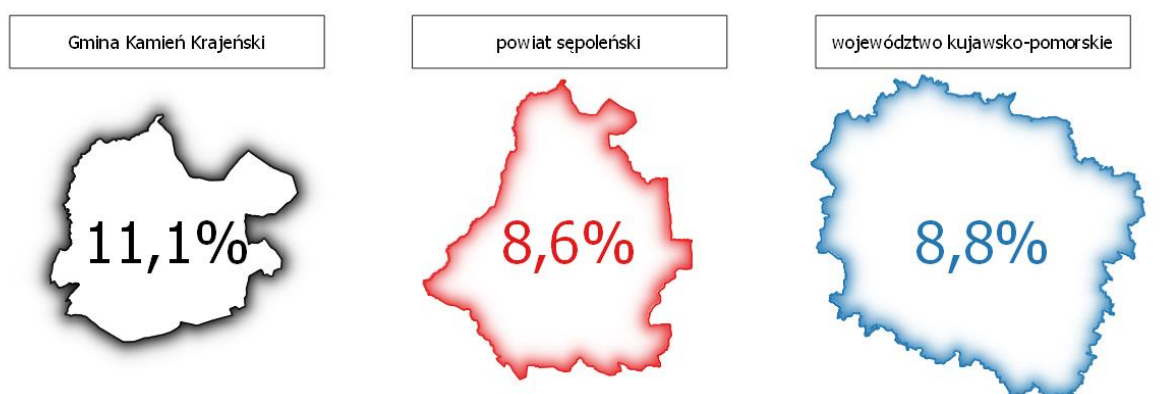 Gmina Kamień Krajeński
powiat sępoleński
województwo kujawsko-pomorskie
11,1%
8,6%
8,8%